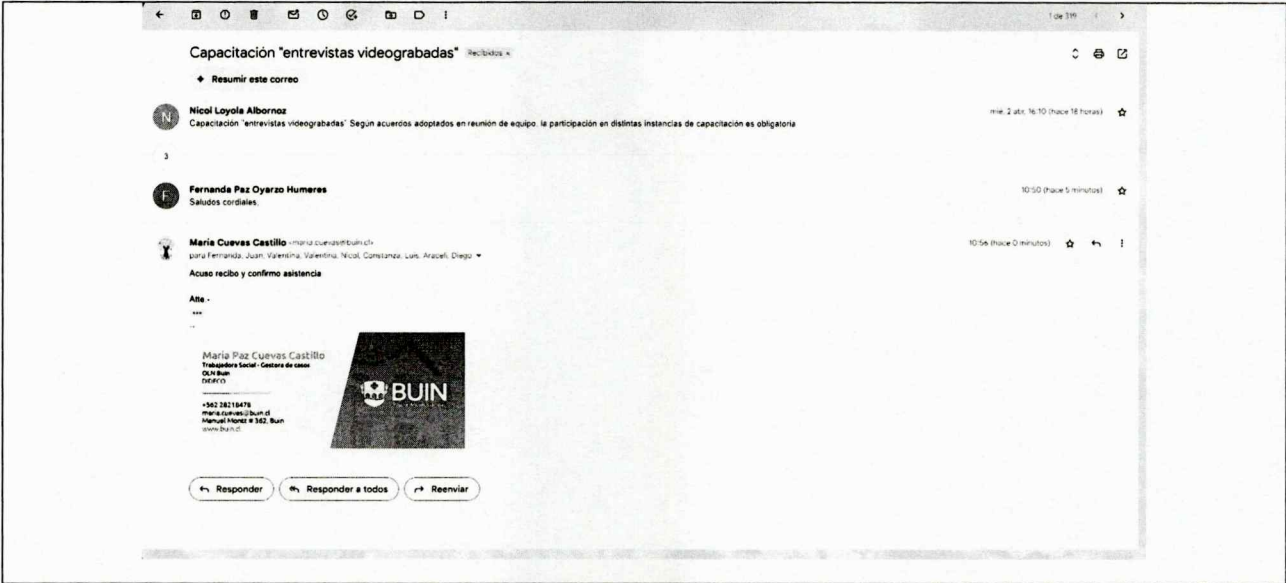 1 de 319
Capacitación "entrevistas videograbadas" Recibidos x
Resumir este correo
N
Nicol Loyola Albornoz
mié, 2 abr, 16:10 (hace 18 horas)
Capacitación "entrevistas videograbadas" Según acuerdos adoptados en reunión de equipo, la participación en distintas instancias de capacitación es obligatoria
3
F
Fernanda Paz Oyarzo Humeres
10:50 (hace 5 minutos)
Saludos cordiales,
María Cuevas Castillo <maria.cuevas@buin.cl>
10:56 (hace 0 minutos)
para Fernanda, Juan, Valentina, Valentina, Nicol, Constanza, Luis, Araceli, Diego
Acuso recibo y confirmo asistencia
Atte.-
***
--
María Paz Cuevas Castillo
Trabajadora Social - Gestora de casos
OLN Buin
DIDECO
+562 28218478
maria.cuevas@buin.cl
Manuel Montt # 362, Buin
www.buin.cl
BUIN
Responder
Responder a todos
Reenviar